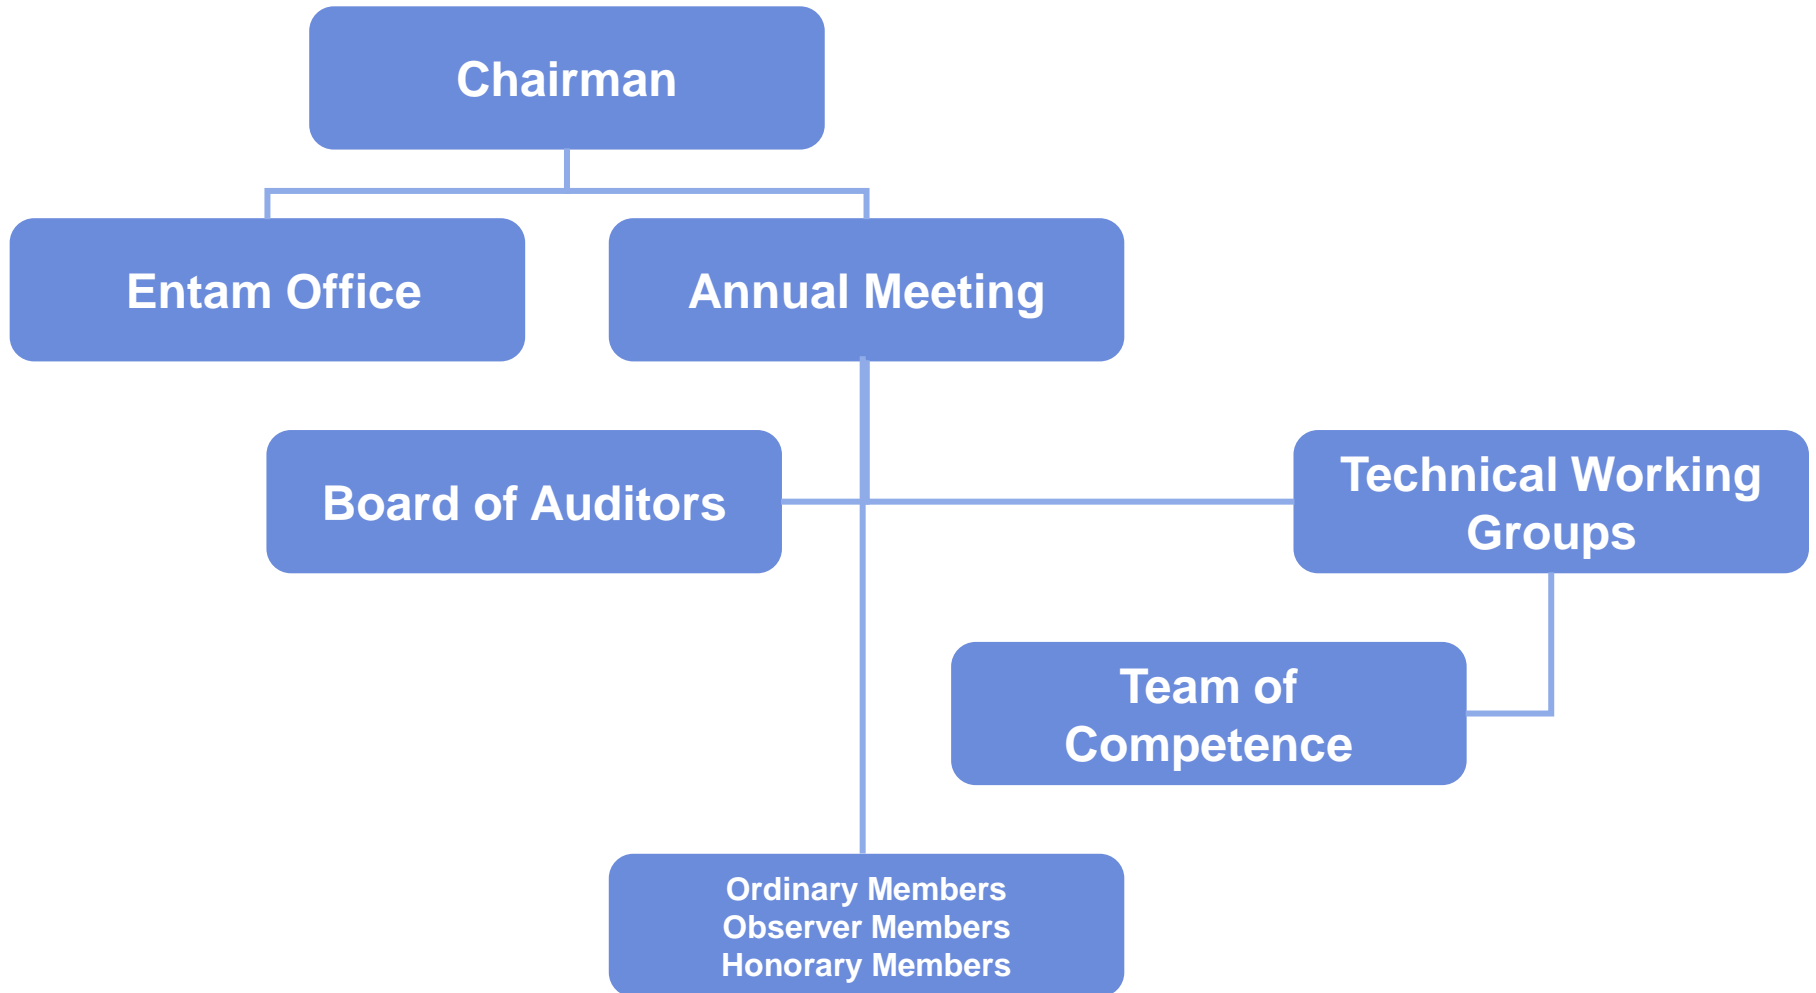 Chairman
Entam Office
Annual Meeting
Board of Auditors
Technical Working
Groups
Team of
Competence
Ordinary Members
Observer Members
Honorary Members